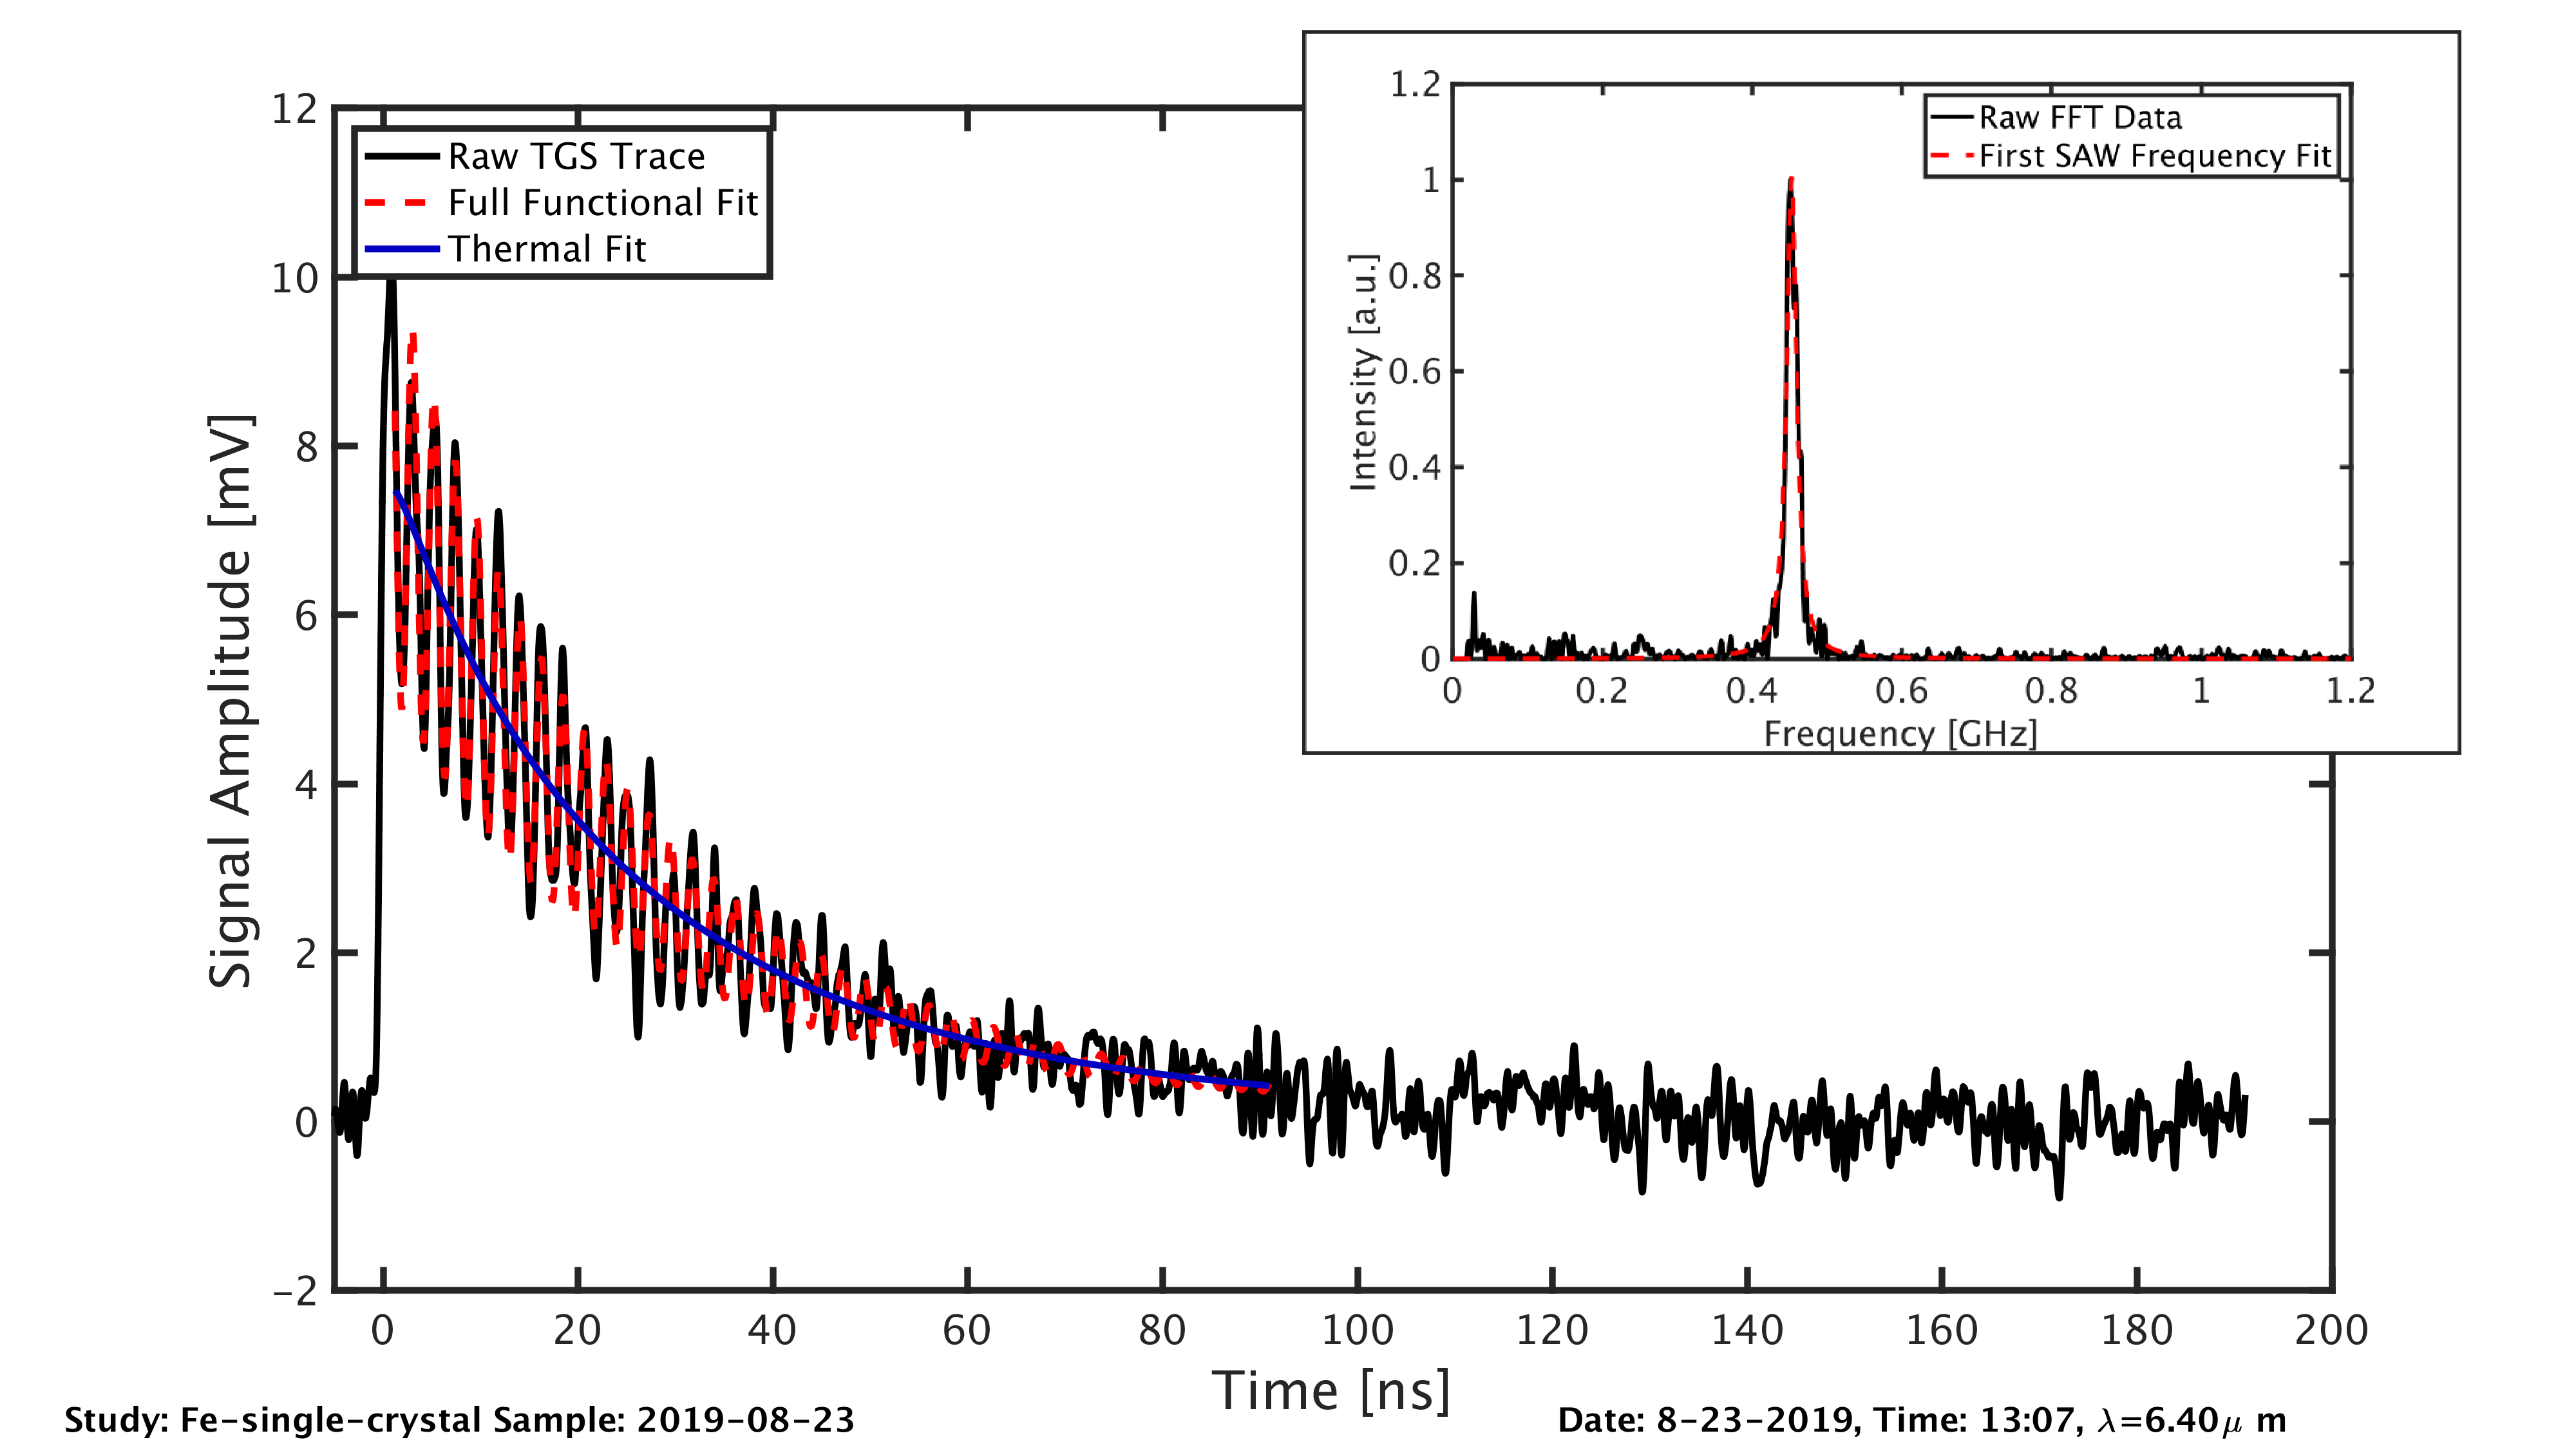 12
10
8
6
4
2
0
-2
Signal Amplitude [mV]
Raw TGS Trace
Full Functional Fit
Thermal Fit
1.2
1
0.8
0.6
0.4
0.2
0
Intensity [a.u.]
Raw FFT Data
First SAW Frequency Fit
0 0.2 0.4 0.6 0.8 1 1.2
Frequency [GHz]
0 20 40 60 80 100 120 140 160 180 200
Time [ns]
Study: Fe-single-crystal Sample: 2019-08-23
Date: 8-23-2019, Time: 13:07, λ=6.40μ m